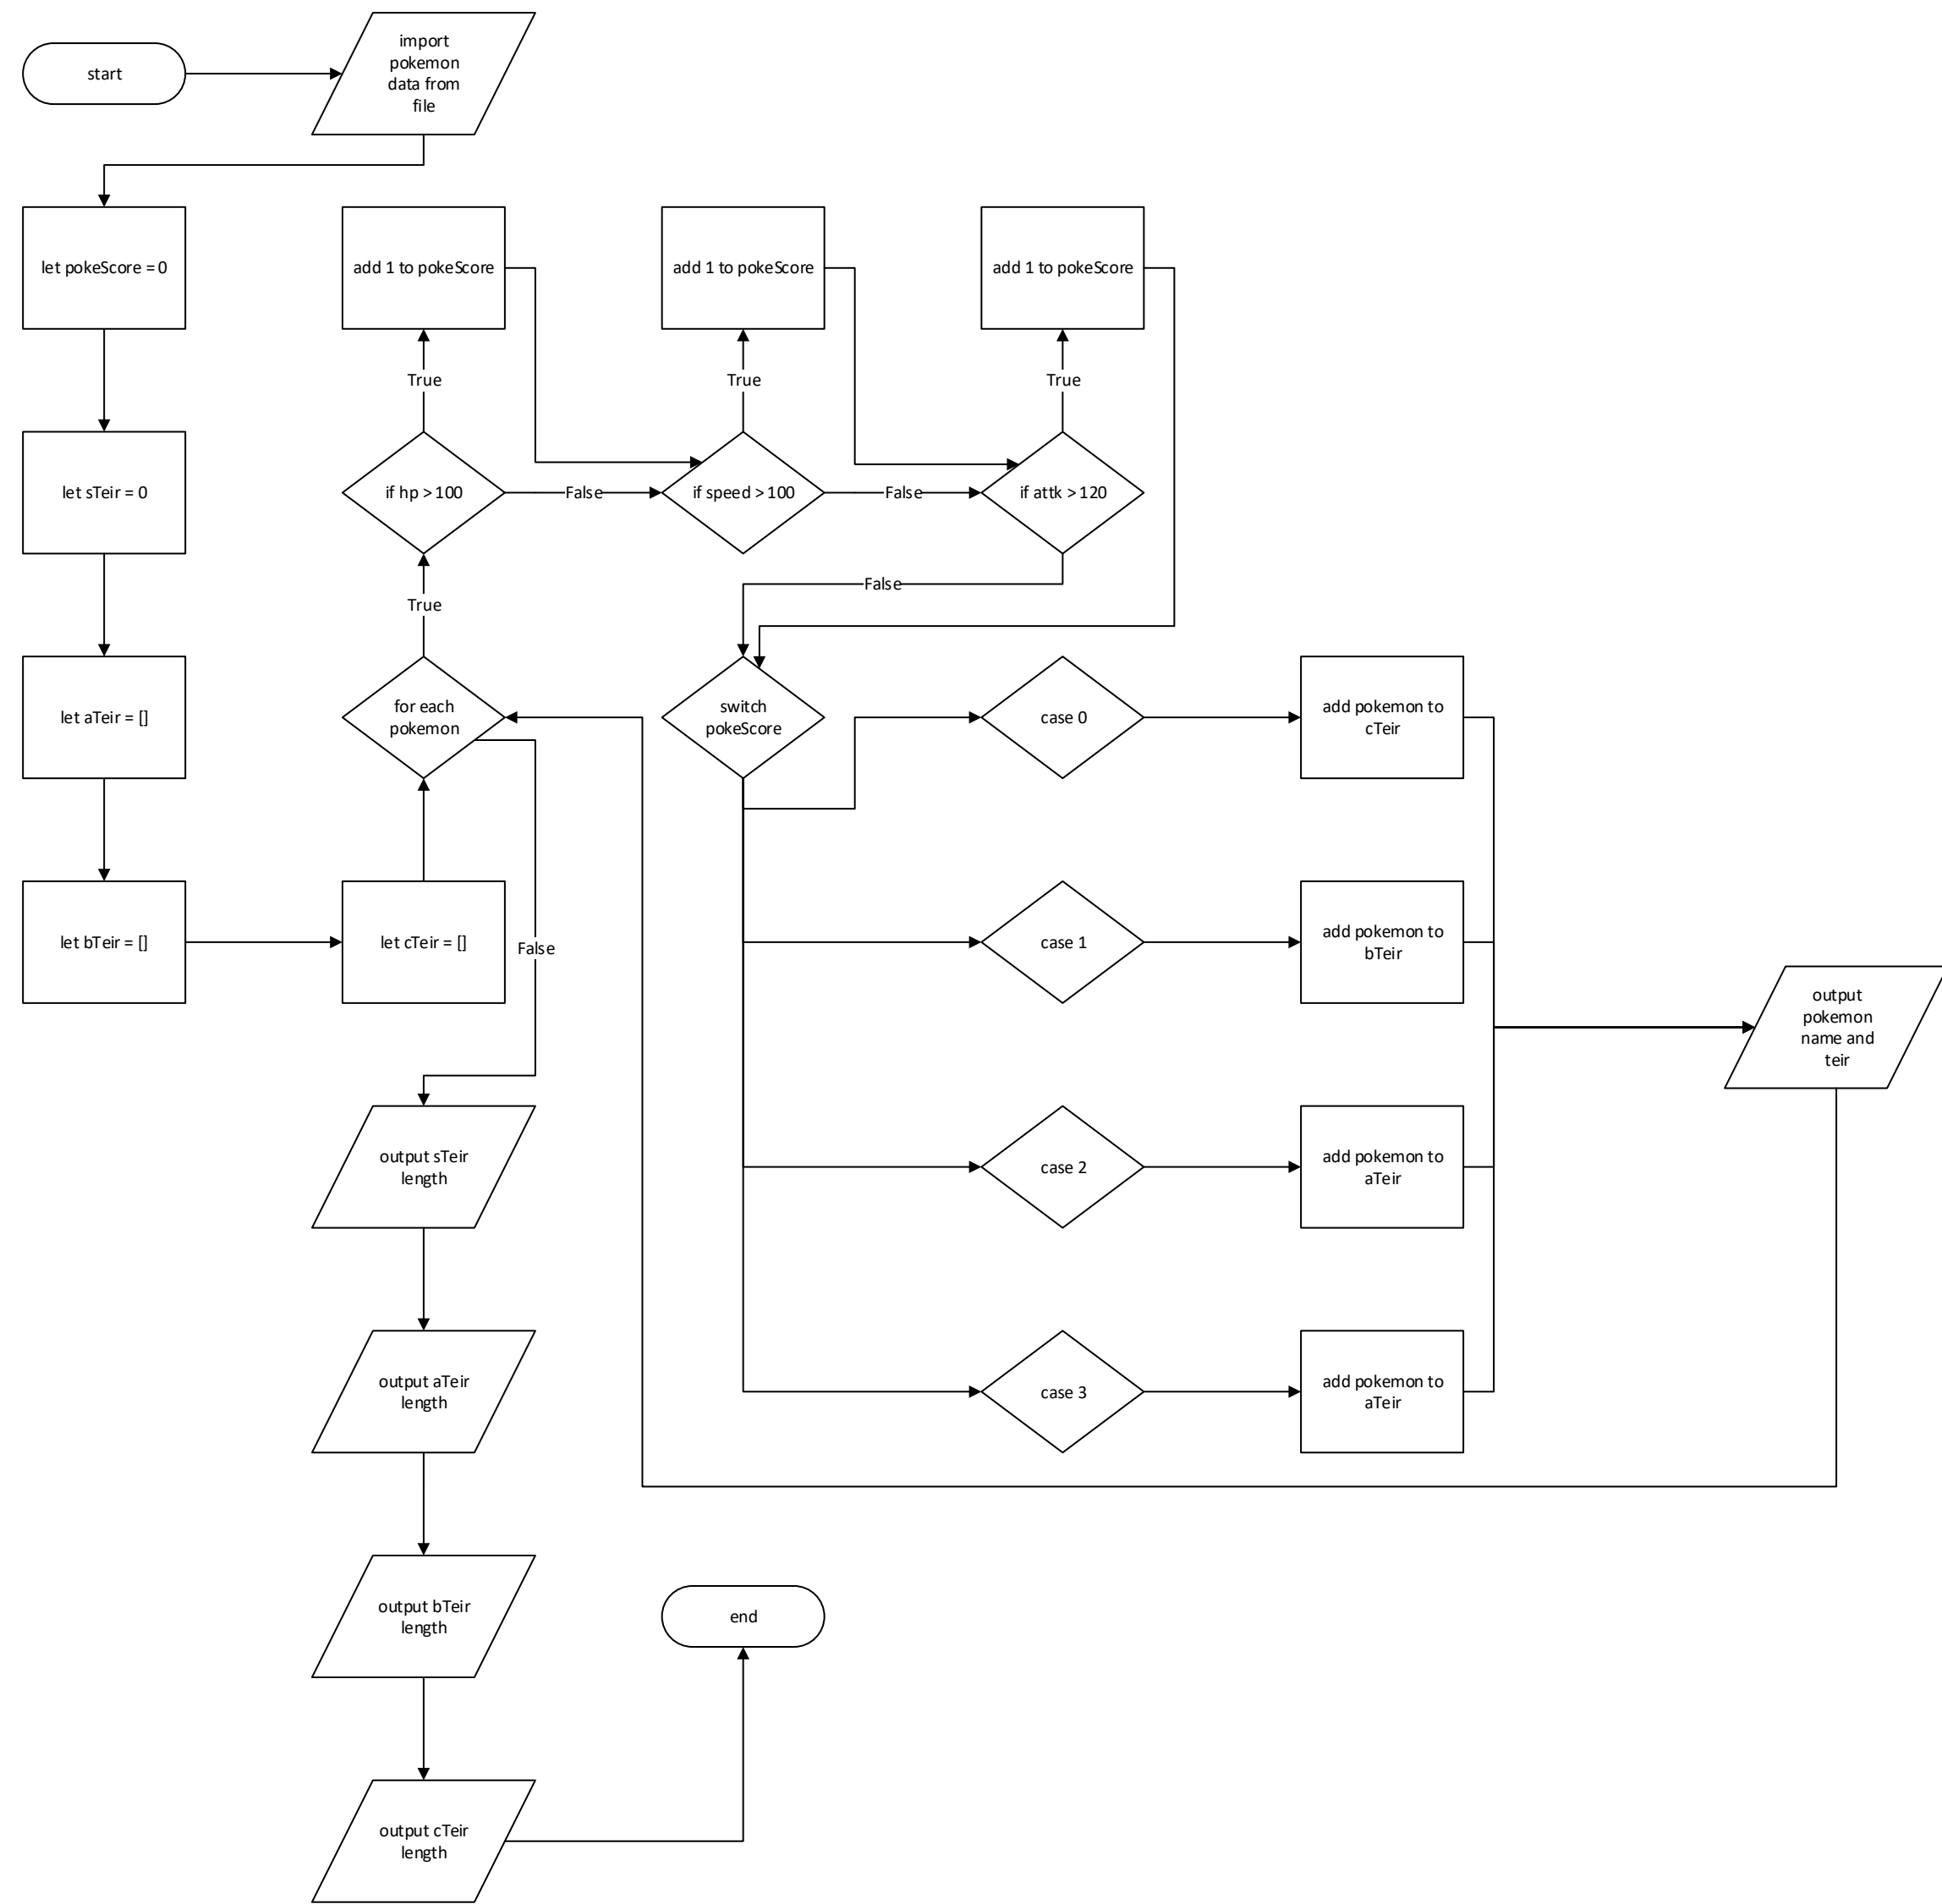 start
import
pokemon
data from
file
let pokeScore = 0
add 1 to pokeScore
add 1 to pokeScore
add 1 to pokeScore
True
True
True
let sTeir = 0
if hp > 100
False
if speed > 100
False
if attk > 120
False
True
let aTeir = []
for each
pokemon
switch
pokeScore
case 0
add pokemon to
cTeir
let bTeir = []
let cTeir = []
False
case 1
add pokemon to
bTeir
output
pokemon
name and
teir
output sTeir
length
case 2
add pokemon to
aTeir
output aTeir
length
case 3
add pokemon to
aTeir
output bTeir
length
end
output cTeir
length